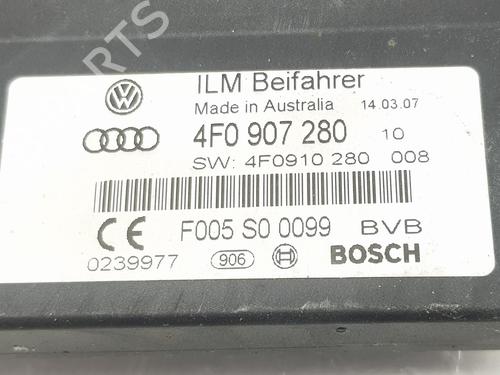 PARTS
ILM Beifahrer
Made in Australia 14.03.07
4F0 907 280 10
SW: 4F0910 280 008
F005 S0 0099 BVB
0239977 906 BOSCH